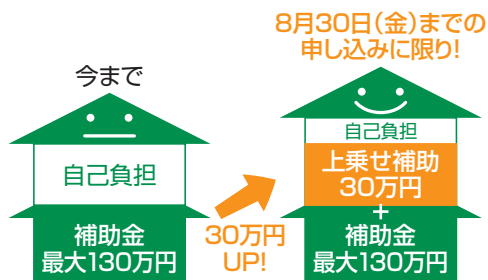 今まで
自己負担
補助金
最大130万円
30万円
UP!
8月30日(金)までの
申し込みに限り!
自己負担
上乗せ補助
30万円
+
補助金
最大130万円